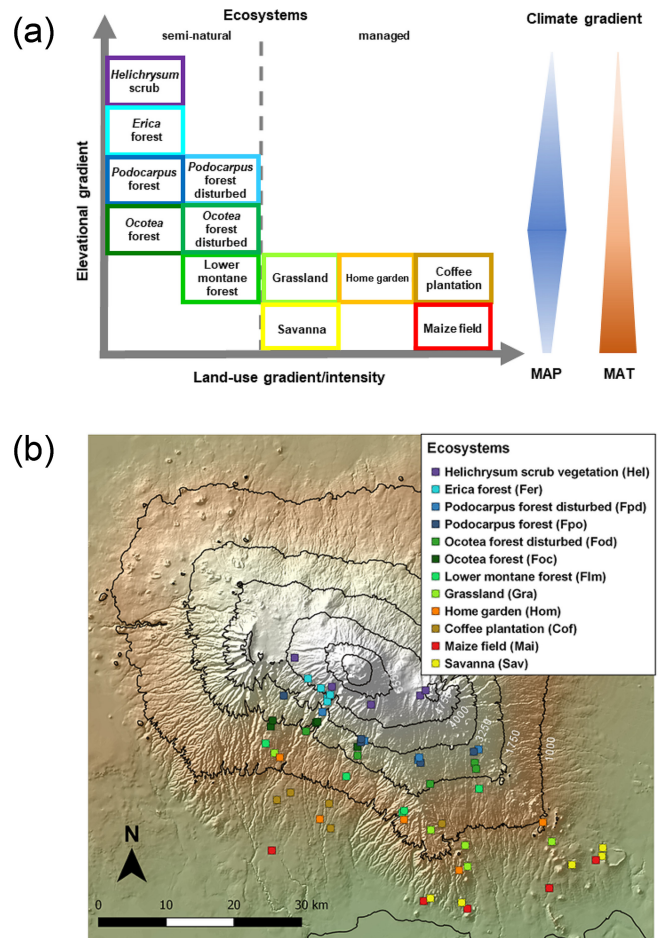 (a)
Ecosystems
Climate gradient
semi-natural
managed
Helichrysum
scrub
Erica
forest
Podocarpus
forest
Podocarpus
forest
disturbed
Ocotea
forest
Ocotea
forest
disturbed
Lower
montane
forest
Grassland
Home garden
Coffee
plantation
Savanna
Maize field
Elevational gradient
Land-use gradient/intensity
MAP
MAT
(b)
Ecosystems
Helichrysum scrub vegetation (Hel)
Erica forest (Fer)
Podocarpus forest disturbed (Fpd)
Podocarpus forest (Fpo)
Ocotea forest disturbed (Fod)
Ocotea forest (Foc)
Lower montane forest (Flm)
Grassland (Gra)
Home garden (Hom)
Coffee plantation (Cof)
Maize field (Mai)
Savanna (Sav)
3250
1750
1000
N
0 10 20 30 km